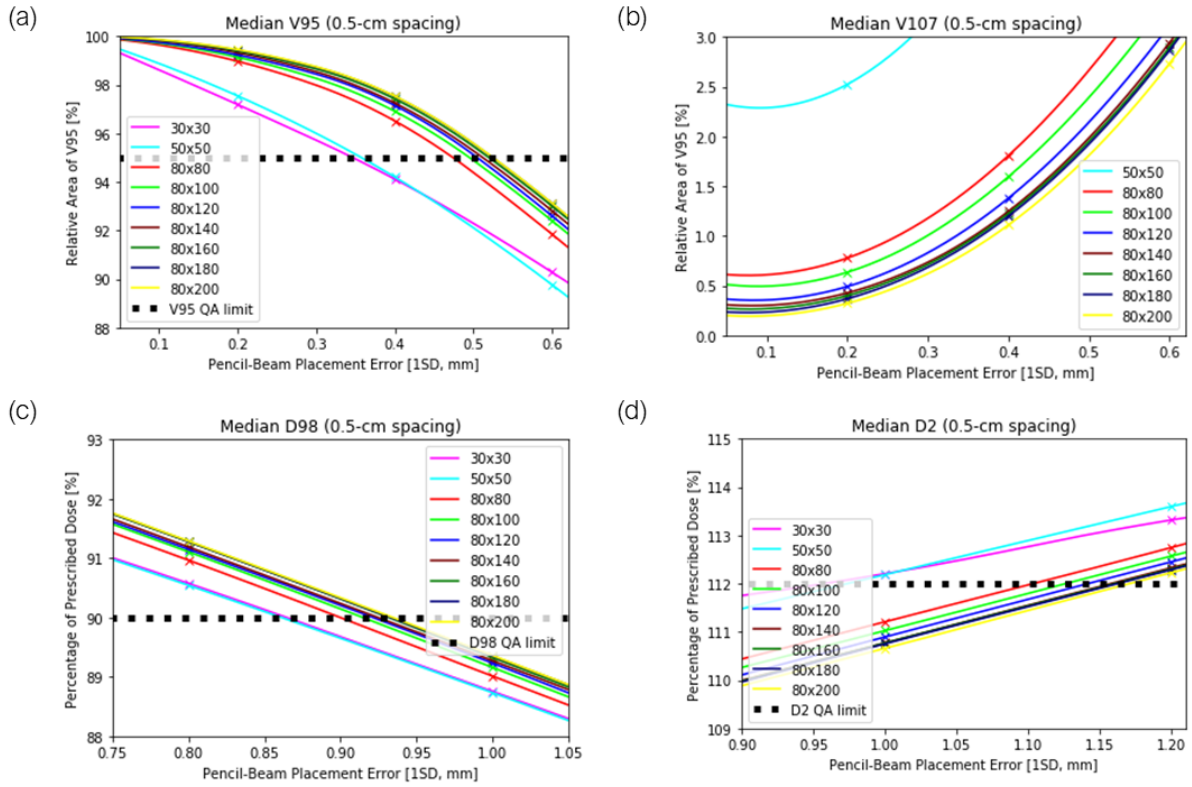 (a)
Median V95 (0.5-cm spacing)
Relative Area of V95 [%]
100
98
96
94
92
90
88
30x30
50x50
80x80
80x100
80x120
80x140
80x160
80x180
80x200
V95 QA limit
0.1
0.2
0.3
0.4
0.5
0.6
Pencil-Beam Placement Error [1SD, mm]
(b)
Median V107 (0.5-cm spacing)
Relative Area of V95 [%]
3.0
2.5
2.0
1.5
1.0
0.5
0.0
50x50
80x80
80x100
80x120
80x140
80x160
80x180
80x200
0.1
0.2
0.3
0.4
0.5
0.6
Pencil-Beam Placement Error [1SD, mm]
(c)
Median D98 (0.5-cm spacing)
Percentage of Prescribed Dose [%]
93
92
91
90
89
88
30x30
50x50
80x80
80x100
80x120
80x140
80x160
80x180
80x200
D98 QA limit
0.75
0.80
0.85
0.90
0.95
1.00
1.05
Pencil-Beam Placement Error [1SD, mm]
(d)
Median D2 (0.5-cm spacing)
Percentage of Prescribed Dose [%]
115
114
113
112
111
110
109
30x30
50x50
80x80
80x100
80x120
80x140
80x160
80x180
80x200
D2 QA limit
0.90
0.95
1.00
1.05
1.10
1.15
1.20
Pencil-Beam Placement Error [1SD, mm]